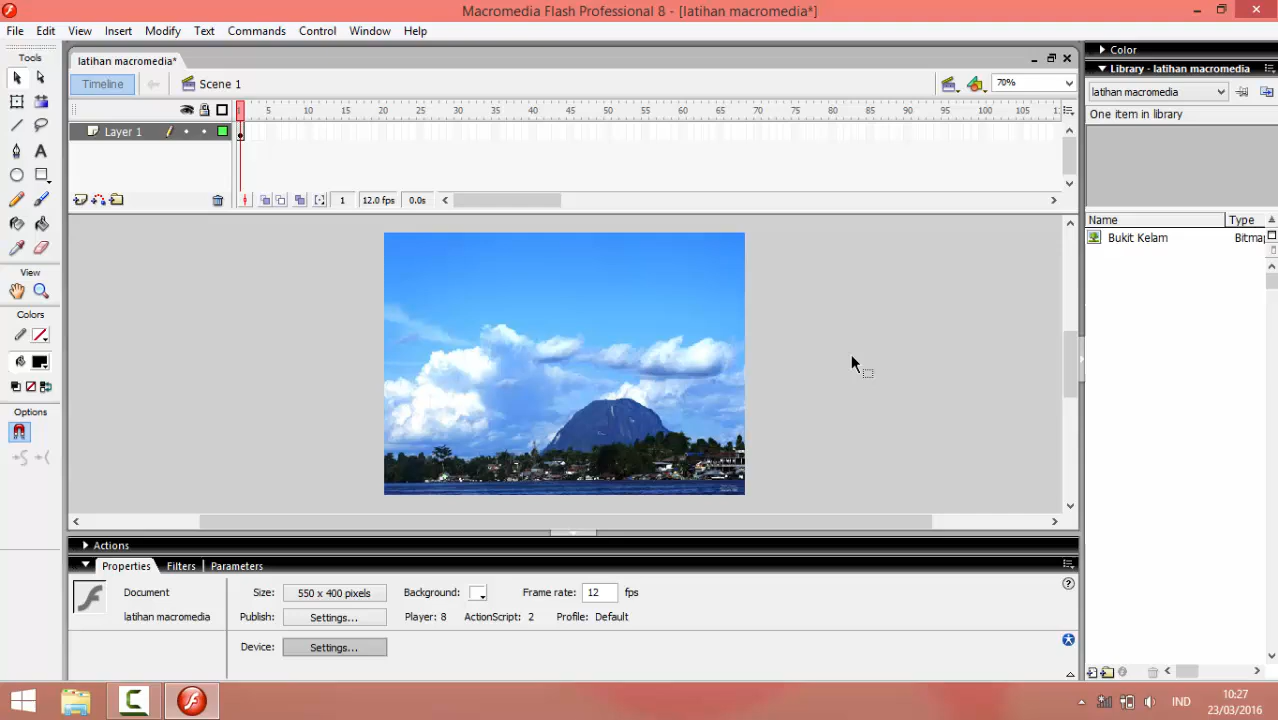 Macromedia Flash Professional 8 - [latihan macromedia*]
File Edit View Insert Modify Text Commands Control Window Help
Tools
latihan macromedia*
Timeline
Scene 1
70%
5 10 15 20 25 30 35 40 45 50 55 60 65 70 75 80 85 90 95 100 105
Layer 1
1 12.0 fps 0.0s
View
Colors
Options
Color
Library - latihan macromedia
latihan macromedia
One item in library
Name Type
Bukit Kelam Bitma
Actions
Properties Filters Parameters
Document
latihan macromedia
Size: 550 x 400 pixels Background: Frame rate: 12 fps
Publish: Settings... Player: 8 ActionScript: 2 Profile: Default
Device: Settings...
IND
10:27
23/03/2016